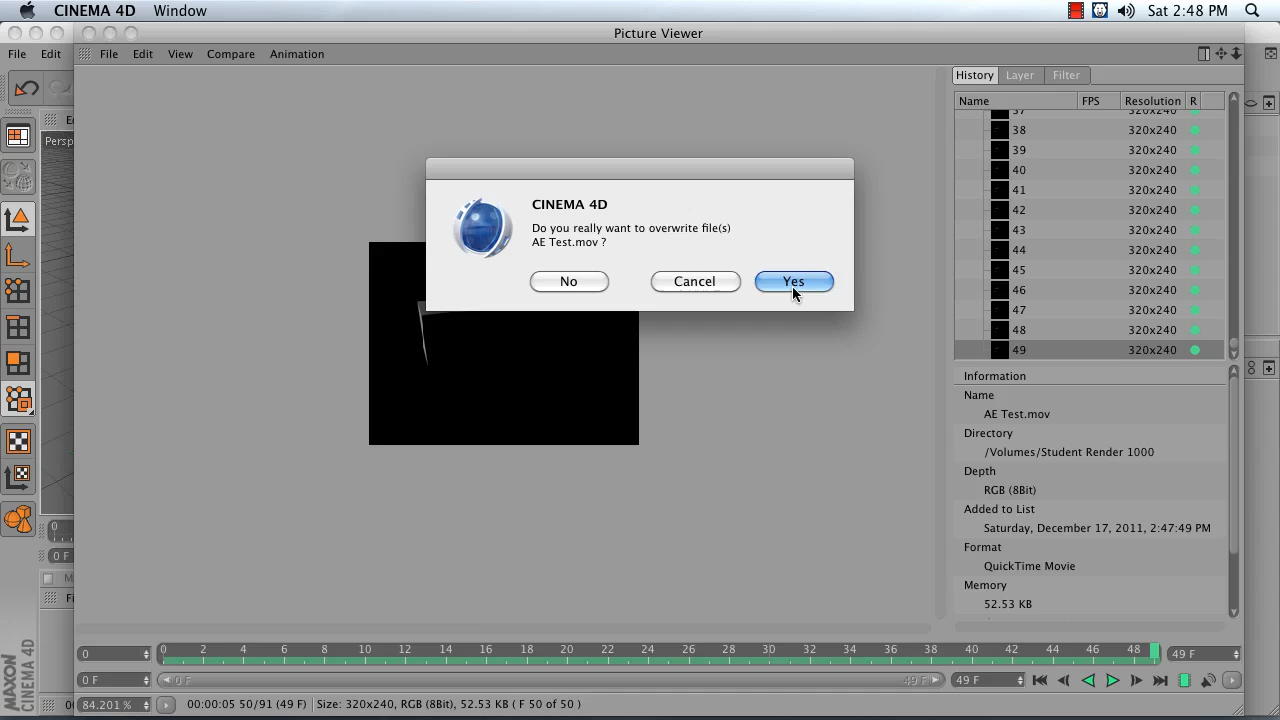 CINEMA 4D Window Sat 2:48 PM
Picture Viewer
File Edit File Edit View Compare Animation
History Layer Filter
Name FPS Resolution R
Persp
37
38 320x240
39 320x240
40 320x240
41 320x240
42 320x240
43 320x240
44 320x240
45 320x240
46 320x240
47 320x240
48 320x240
49 320x240
CINEMA 4D
Do you really want to overwrite file(s)
AE Test.mov ?
No Cancel Yes
Information
Name
AE Test.mov
Directory
/Volumes/Student Render 1000
Depth
RGB (8Bit)
Added to List
Saturday, December 17, 2011, 2:47:49 PM
Format
QuickTime Movie
Memory
52.53 KB
0
0 F
M
Fi
0 0 2 4 6 8 10 12 14 16 18 20 22 24 26 28 30 32 34 36 38 40 42 44 46 48 49 F
0 F 0 F 49 F 49 F
84.201 % 00:00:05 50/91 (49 F) Size: 320x240, RGB (8Bit), 52.53 KB ( F 50 of 50 )
MAXON
CINEMA 4D